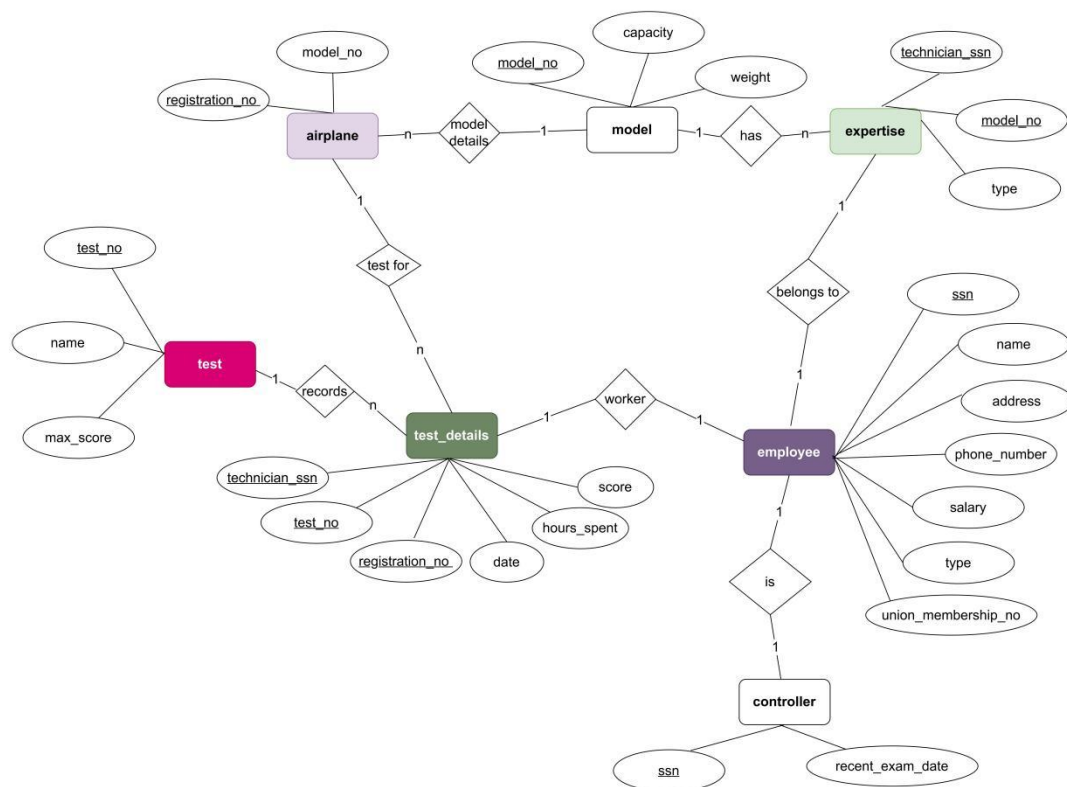 capacity
model_no
technician_ssn
model_no
weight
registration_no
airplane
n
model
details
1
model
1
has
n
expertise
model_no
type
1
1
test_no
test for
belongs to
ssn
name
name
test
n
address
1
records
n
worker
1
max_score
test_details
1
1
employee
phone_number
technician_ssn
score
salary
test_no
hours_spent
1
registration_no
date
type
is
union_membership_no
1
controller
ssn
recent_exam_date